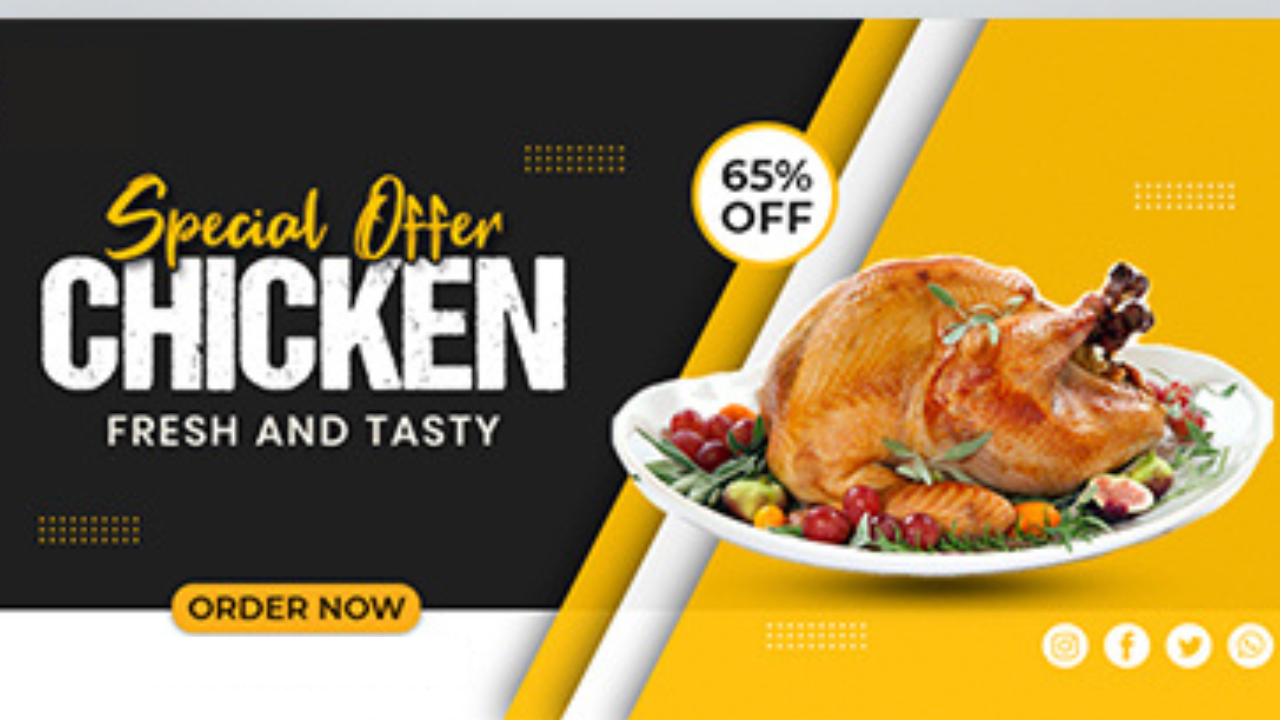 Special Offer
CHICKEN
FRESH AND TASTY
65%
OFF
ORDER NOW